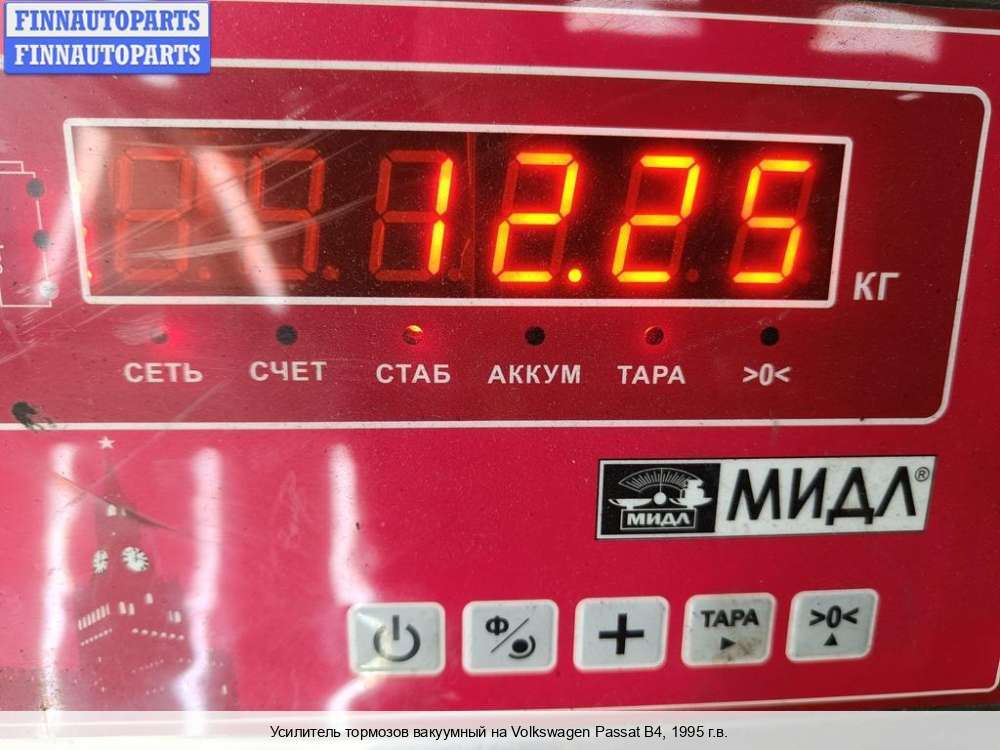 FINNAUTOPARTS
FINNAUTOPARTS
12.25
КГ
СЕТЬ СЧЕТ СТАБ АККУМ ТАРА >0<
МИДЛ МИДЛ®
Ф ТАРА >0<
Усилитель тормозов вакуумный на Volkswagen Passat B4, 1995 г.в.